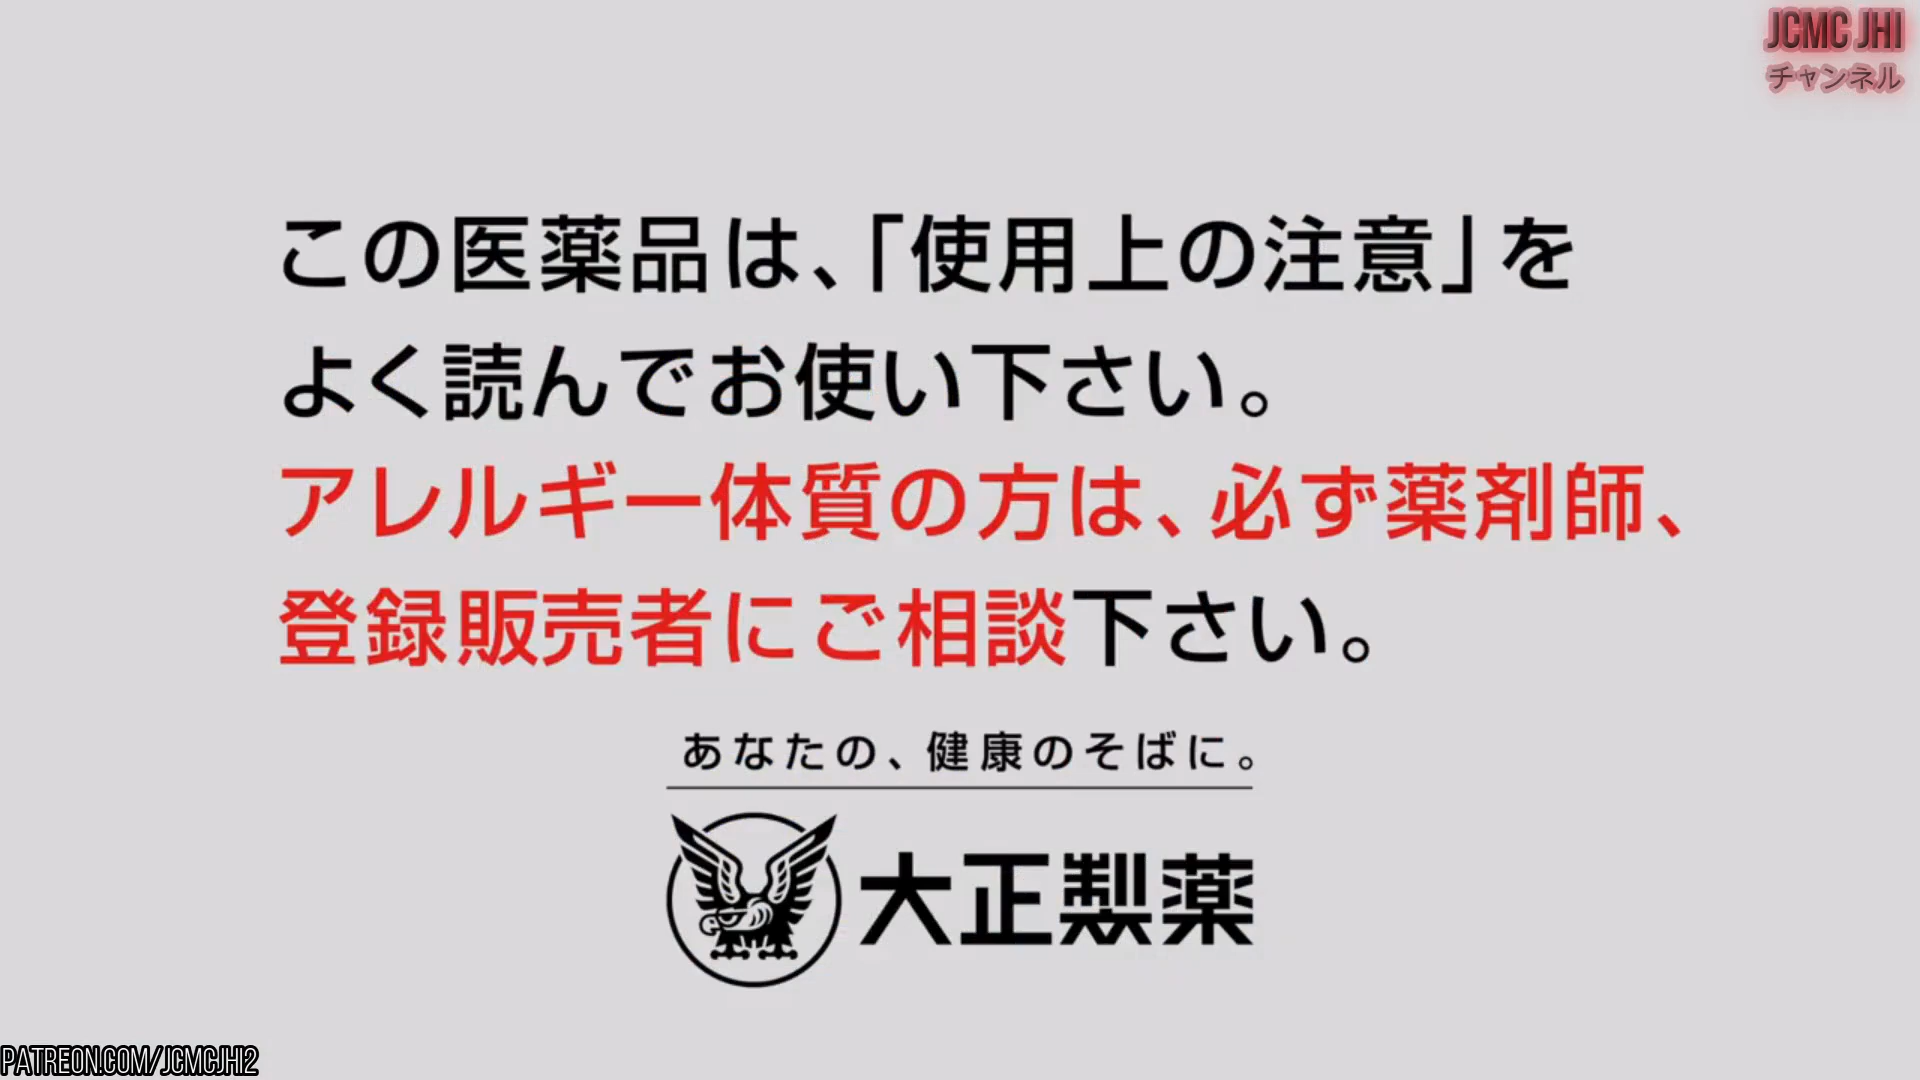 JCMC JHI
チャンネル
この医薬品は、「使用上の注意」を
よく読んでお使い下さい。
アレルギー体質の方は、必ず薬剤師、
登録販売者にご相談下さい。
あなたの、健康のそばに。
大正製薬
PATREON.COM/JCMCJHI2